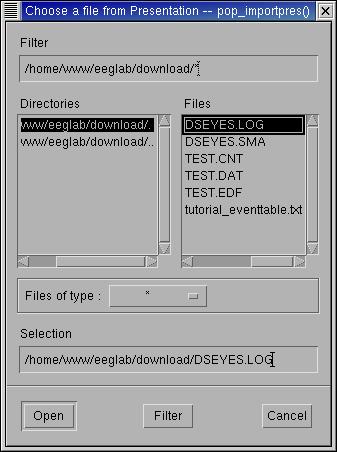 Choose a file from Presentation -- pop_importpres()
Filter
/home/www/eeglab/download/*
Directories
Files
www/eeglab/download/.
www/eeglab/download/..
DSEYES.LOG
DSEYES.SMA
TEST.CNT
TEST.DAT
TEST.EDF
tutorial_eventtable.txt
Files of type :
*
Selection
/home/www/eeglab/download/DSEYES.LOG
Open
Filter
Cancel